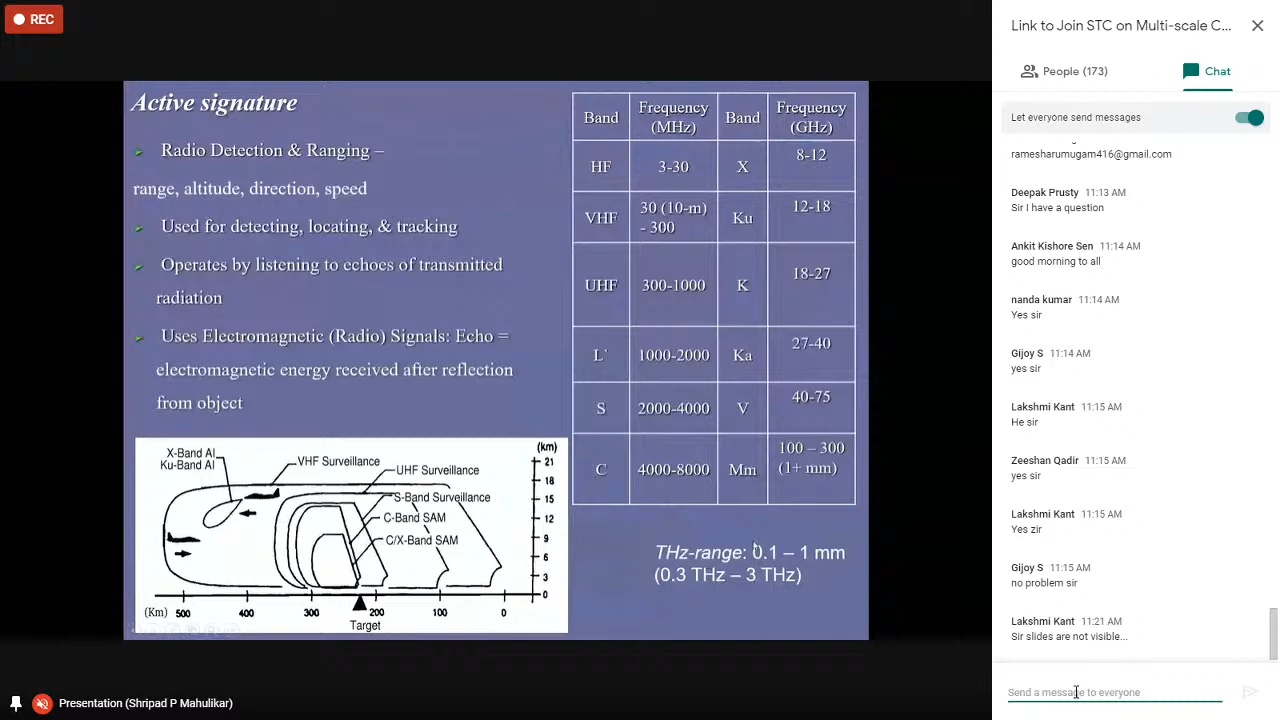 REC
Active signature
Radio Detection & Ranging –
range, altitude, direction, speed
Used for detecting, locating, & tracking
Operates by listening to echoes of transmitted
radiation
Uses Electromagnetic (Radio) Signals: Echo =
electromagnetic energy received after reflection
from object
Band Frequency (MHz) Band Frequency (GHz)
HF 3-30 X 8-12
VHF 30 (10-m) - 300 Ku 12-18
UHF 300-1000 K 18-27
L` 1000-2000 Ka 27-40
S 2000-4000 V 40-75
C 4000-8000 Mm 100 – 300 (1+ mm)
THz-range: 0.1 – 1 mm
(0.3 THz – 3 THz)
X-Band AI
Ku-Band AI
VHF Surveillance
UHF Surveillance
S-Band Surveillance
C-Band SAM
C/X-Band SAM
(km)
21
18
15
12
9
6
3
0
(Km) 500 400 300 200 100 0
Target
Presentation (Shripad P Mahulikar)
Link to Join STC on Multi-scale C...
People (173)
Chat
Let everyone send messages
ramesharumugam416@gmail.com
Deepak Prusty 11:13 AM
Sir I have a question
Ankit Kishore Sen 11:14 AM
good morning to all
nanda kumar 11:14 AM
Yes sir
Gijoy S 11:14 AM
yes sir
Lakshmi Kant 11:15 AM
He sir
Zeeshan Qadir 11:15 AM
yes sir
Lakshmi Kant 11:15 AM
Yes zir
Gijoy S 11:15 AM
no problem sir
Lakshmi Kant 11:21 AM
Sir slides are not visible...
Send a message to everyone